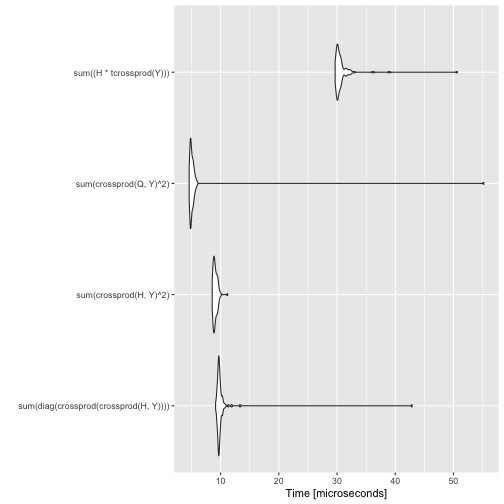 sum((H * tcrossprod(Y)))
sum(crossprod(Q, Y)^2)
sum(crossprod(H, Y)^2)
sum(diag(crossprod(crossprod(H, Y))))
10 20 30 40 50
Time [microseconds]